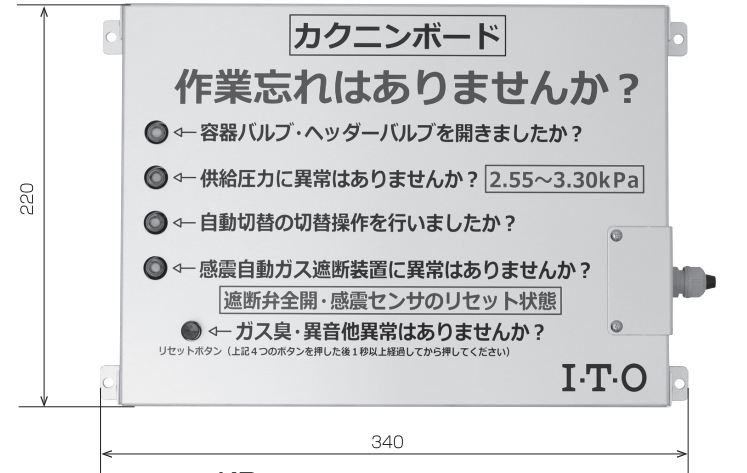 カクニンボード
作業忘れはありませんか？
←容器バルブ・ヘッダーバルブを開きましたか？
←供給圧力に異常はありませんか？ 2.55～3.30kPa
←自動切替の切替操作を行いましたか？
←感震自動ガス遮断装置に異常はありませんか？
遮断弁全開・感震センサのリセット状態
←ガス臭・異音他異常はありませんか？
リセットボタン（上記４つのボタンを押した後１秒以上経過してから押してください）
I・T・O
220
340